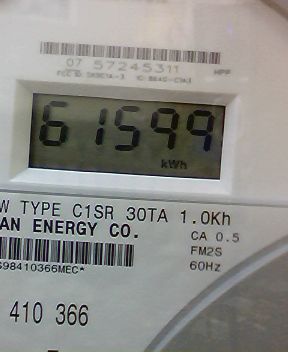 07 57245311
61599
kWh
W TYPE C1SR 30TA 1.0Kh
AN ENERGY CO.
CA 0.5
FM2S
S98410366MEC*
60Hz
410 366